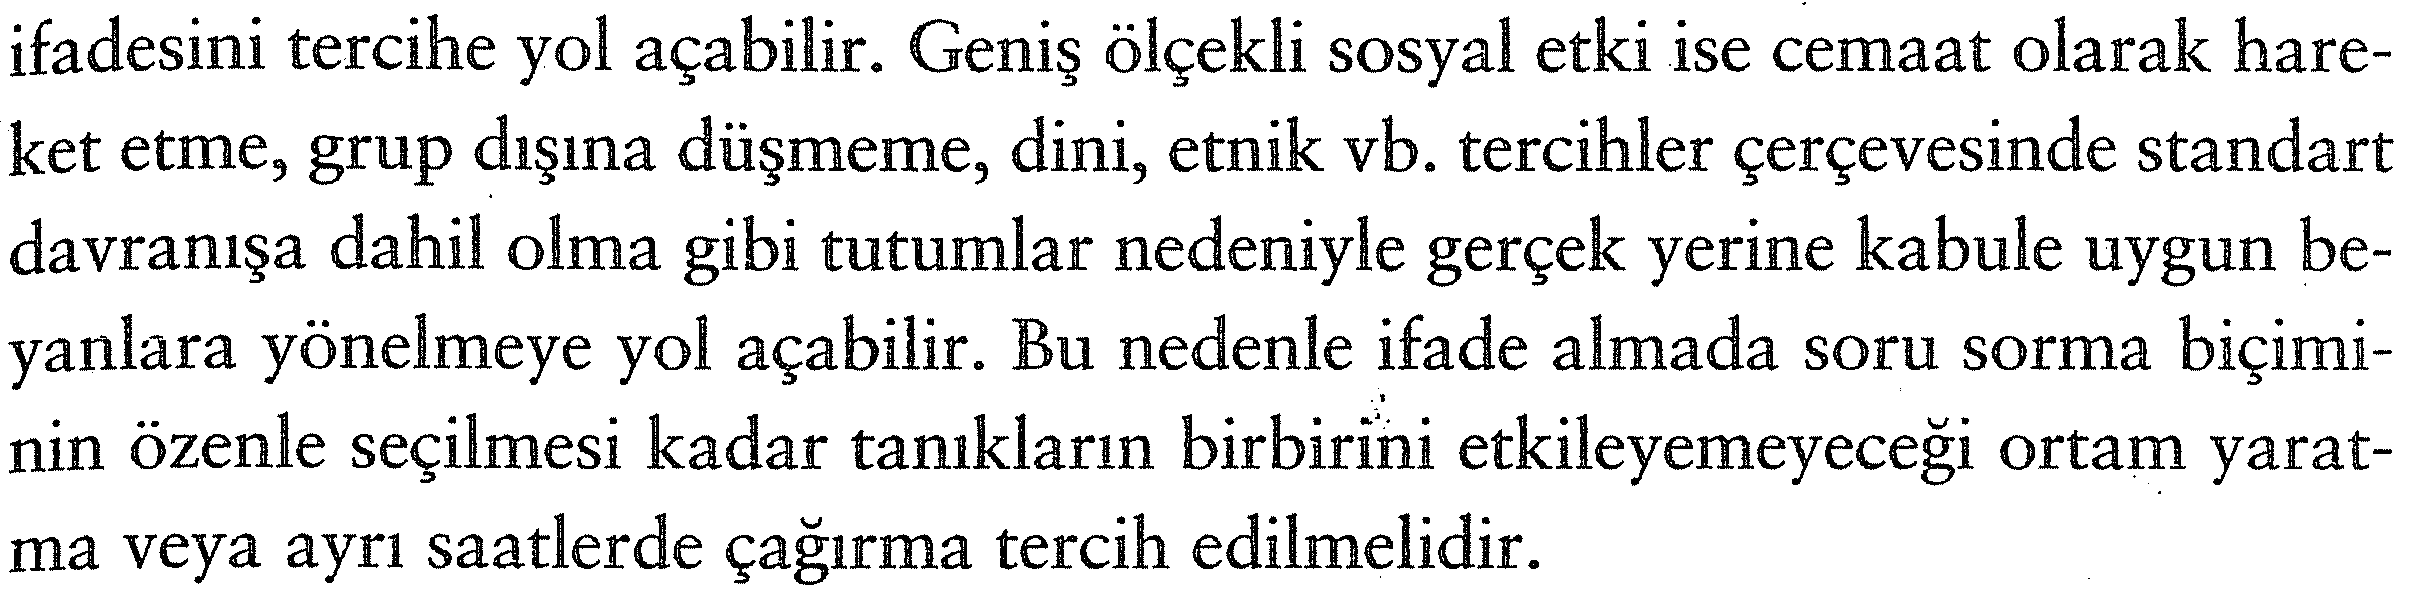 ifadesini tercihe yol açabilir. Geniş ölçekli sosyal etki ise cemaat olarak hare-
ket etme, grup dışına düşmeme, dini, etnik vb. tercihler çerçevesinde standart
davranışa dahil olma gibi tutumlar nedeniyle gerçek yerine kabule uygun be-
yanlara yönelmeye yol açabilir. Bu nedenle ifade almada soru sorma biçimi-
nin özenle seçilmesi kadar tanıkların birbirini etkileyemeyeceği ortam yarat-
ma veya ayrı saatlerde çağırma tercih edilmelidir.